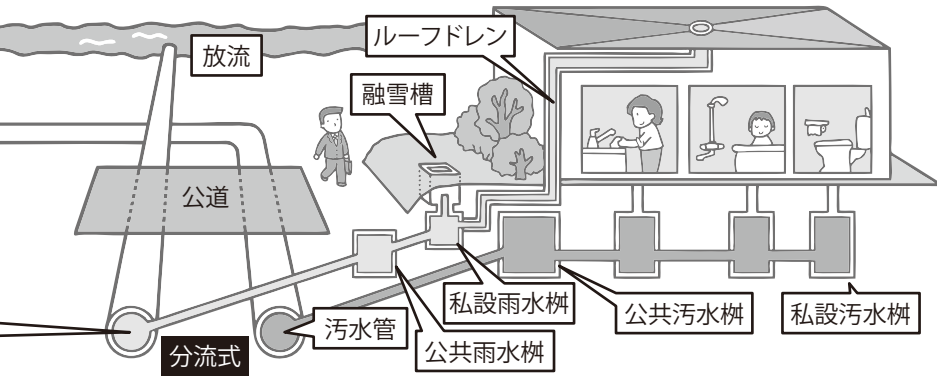 ルーフドレン
放流
融雪槽
公道
私設雨水桝
公共汚水桝
私設汚水桝
汚水管
公共雨水桝
分流式